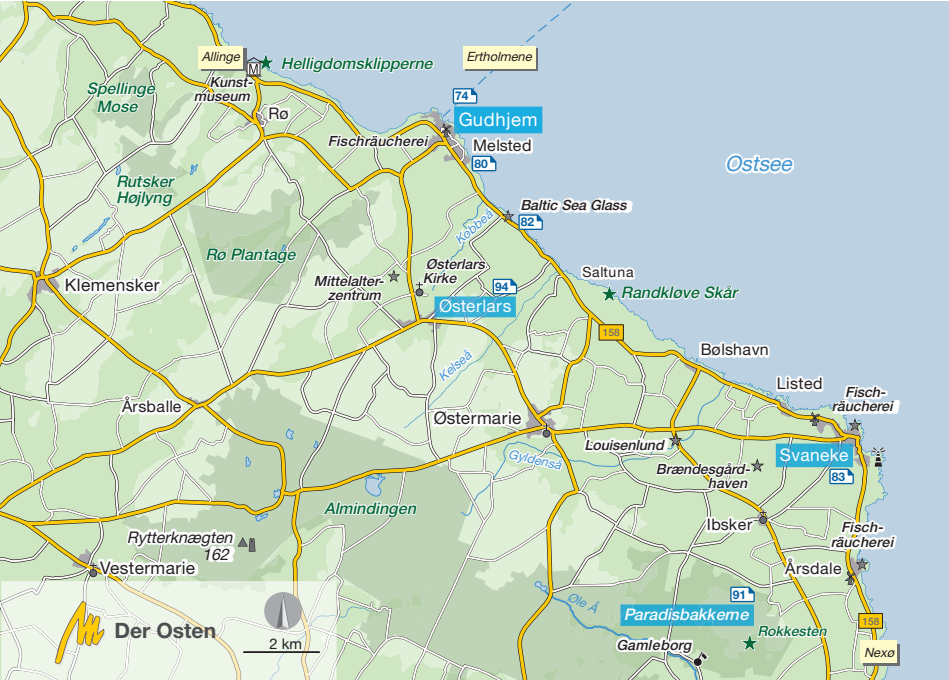 Allinge
Ertholmene
Helligdomsklipperne
M
Kunst-
museum
Spellinge
Mose
74
Rø
Gudhjem
Fischräucherei
Melsted
80
Ostsee
Rutsker
Højlyng
Baltic Sea Glass
82
Kobbeå
Rø Plantage
Østerlars
Kirke
Saltuna
Mittelalter-
zentrum
Klemensker
94
Randkløve Skår
Østerlars
158
Bølshavn
Kelseå
Listed
Fisch-
räucherei
Årsballe
Østermarie
Louisenlund
Svaneke
Gyldenså
Brændesgård-
haven
83
Almindingen
Ibsker
Fisch-
räucherei
Rytterknægten
162
Vestermarie
Årsdale
91
Øle Å
Paradisbakkerne
158
Der Osten
2 km
Rokkesten
Gamleborg
Nexø